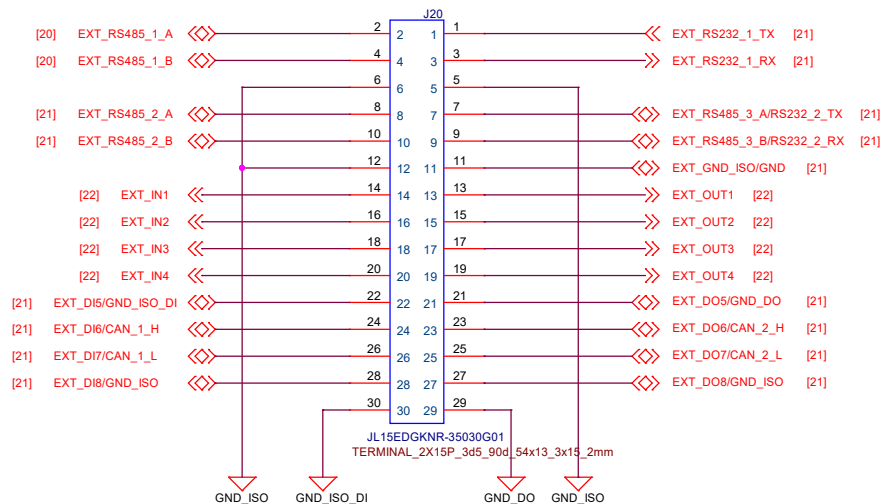 J20
[20] EXT_RS485_1_A 2 2 1 1 EXT_RS232_1_TX [21]
[20] EXT_RS485_1_B 4 4 3 3 EXT_RS232_1_RX [21]
6 6 5 5
[21] EXT_RS485_2_A 8 8 7 7 EXT_RS485_3_A/RS232_2_TX [21]
[21] EXT_RS485_2_B 10 10 9 9 EXT_RS485_3_B/RS232_2_RX [21]
12 12 11 11 EXT_GND_ISO/GND [21]
[22] EXT_IN1 14 14 13 13 EXT_OUT1 [22]
[22] EXT_IN2 16 16 15 15 EXT_OUT2 [22]
[22] EXT_IN3 18 18 17 17 EXT_OUT3 [22]
[22] EXT_IN4 20 20 19 19 EXT_OUT4 [22]
[21] EXT_DI5/GND_ISO_DI 22 22 21 21 EXT_DO5/GND_DO [21]
[21] EXT_DI6/CAN_1_H 24 24 23 23 EXT_DO6/CAN_2_H [21]
[21] EXT_DI7/CAN_1_L 26 26 25 25 EXT_DO7/CAN_2_L [21]
[21] EXT_DI8/GND_ISO 28 28 27 27 EXT_DO8/GND_ISO [21]
30 30 29 29
JL15EDGKNR-35030G01
TERMINAL_2X15P_3d5_90d_54x13_3x15_2mm
GND_ISO GND_ISO_DI GND_DO GND_ISO